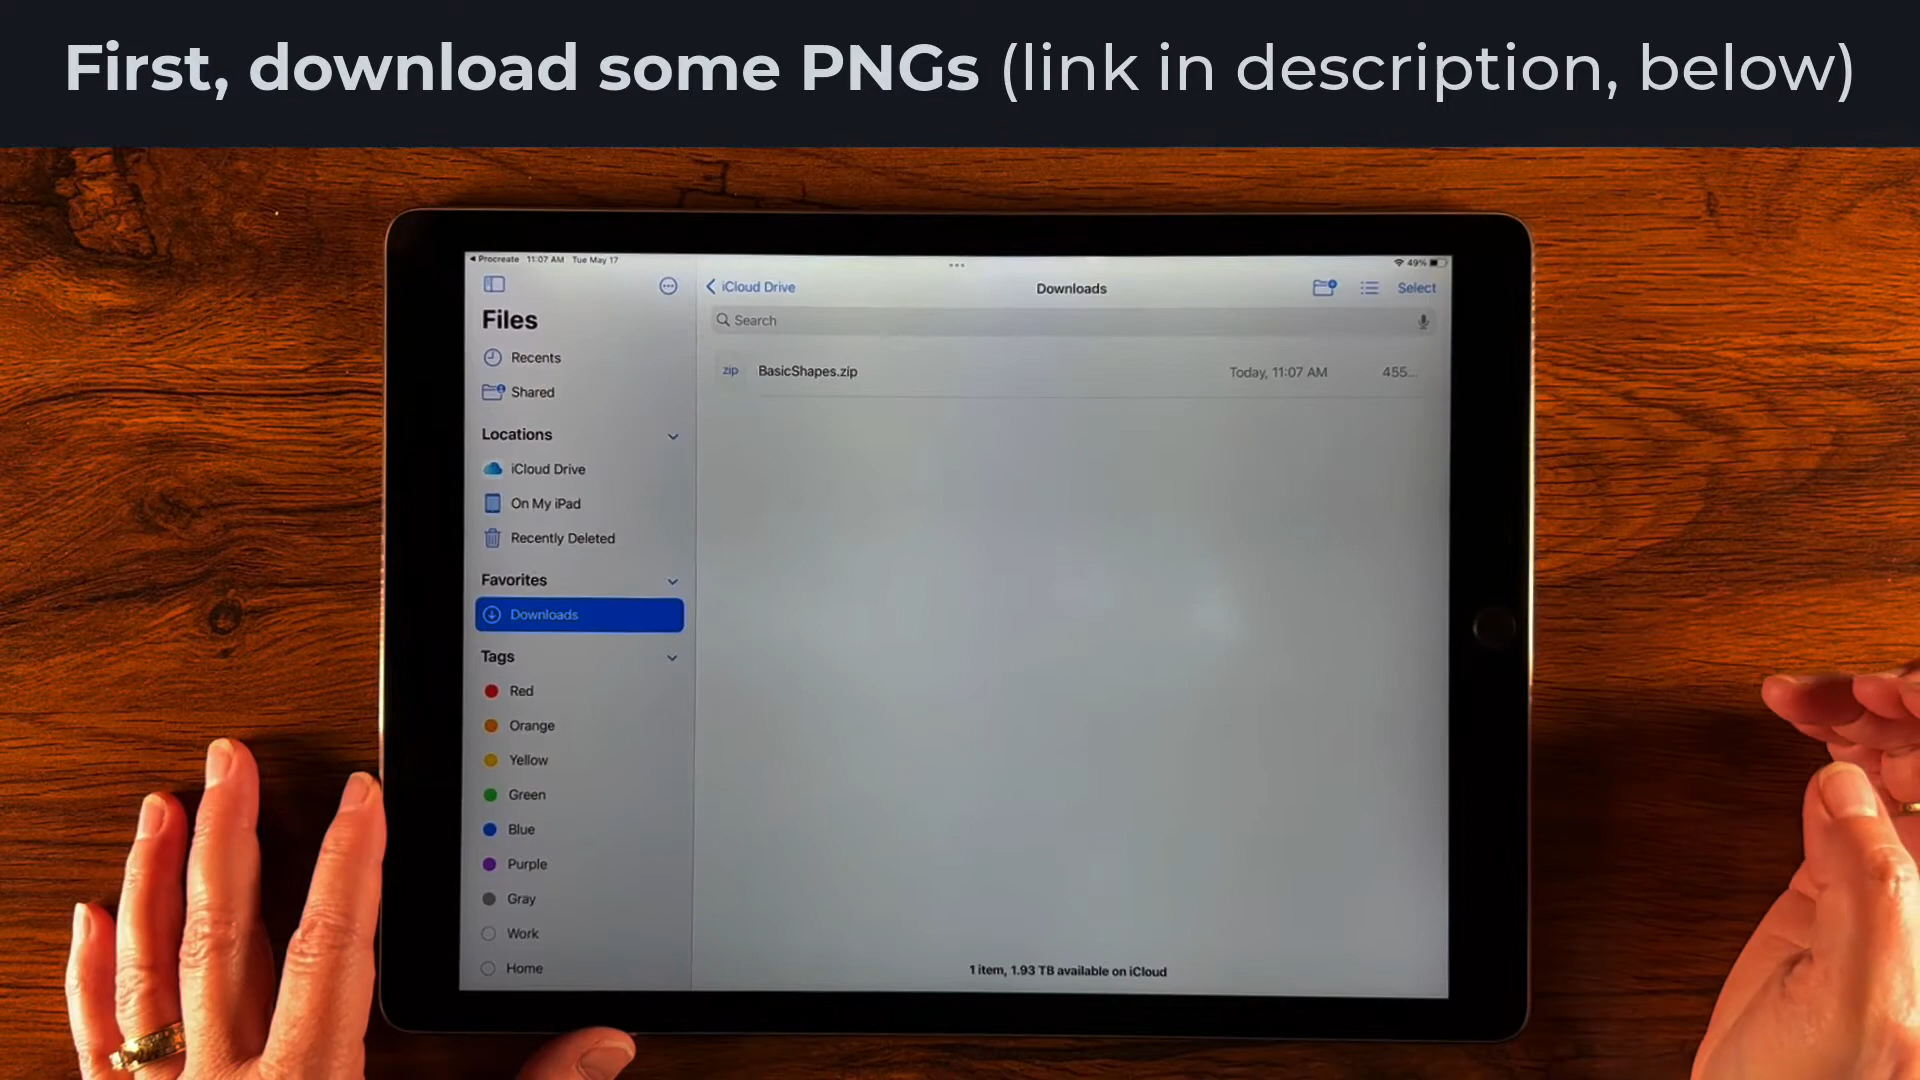 First, download some PNGs (link in description, below)
Procreate 11:07 AM Tue May 17
49%
Files
Recents
Shared
Locations
iCloud Drive
On My iPad
Recently Deleted
Favorites
Downloads
Tags
Red
Orange
Yellow
Green
Blue
Purple
Gray
Work
Home
iCloud Drive
Downloads
Select
Search
zip BasicShapes.zip Today, 11:07 AM 455...
1 item, 1.93 TB available on iCloud